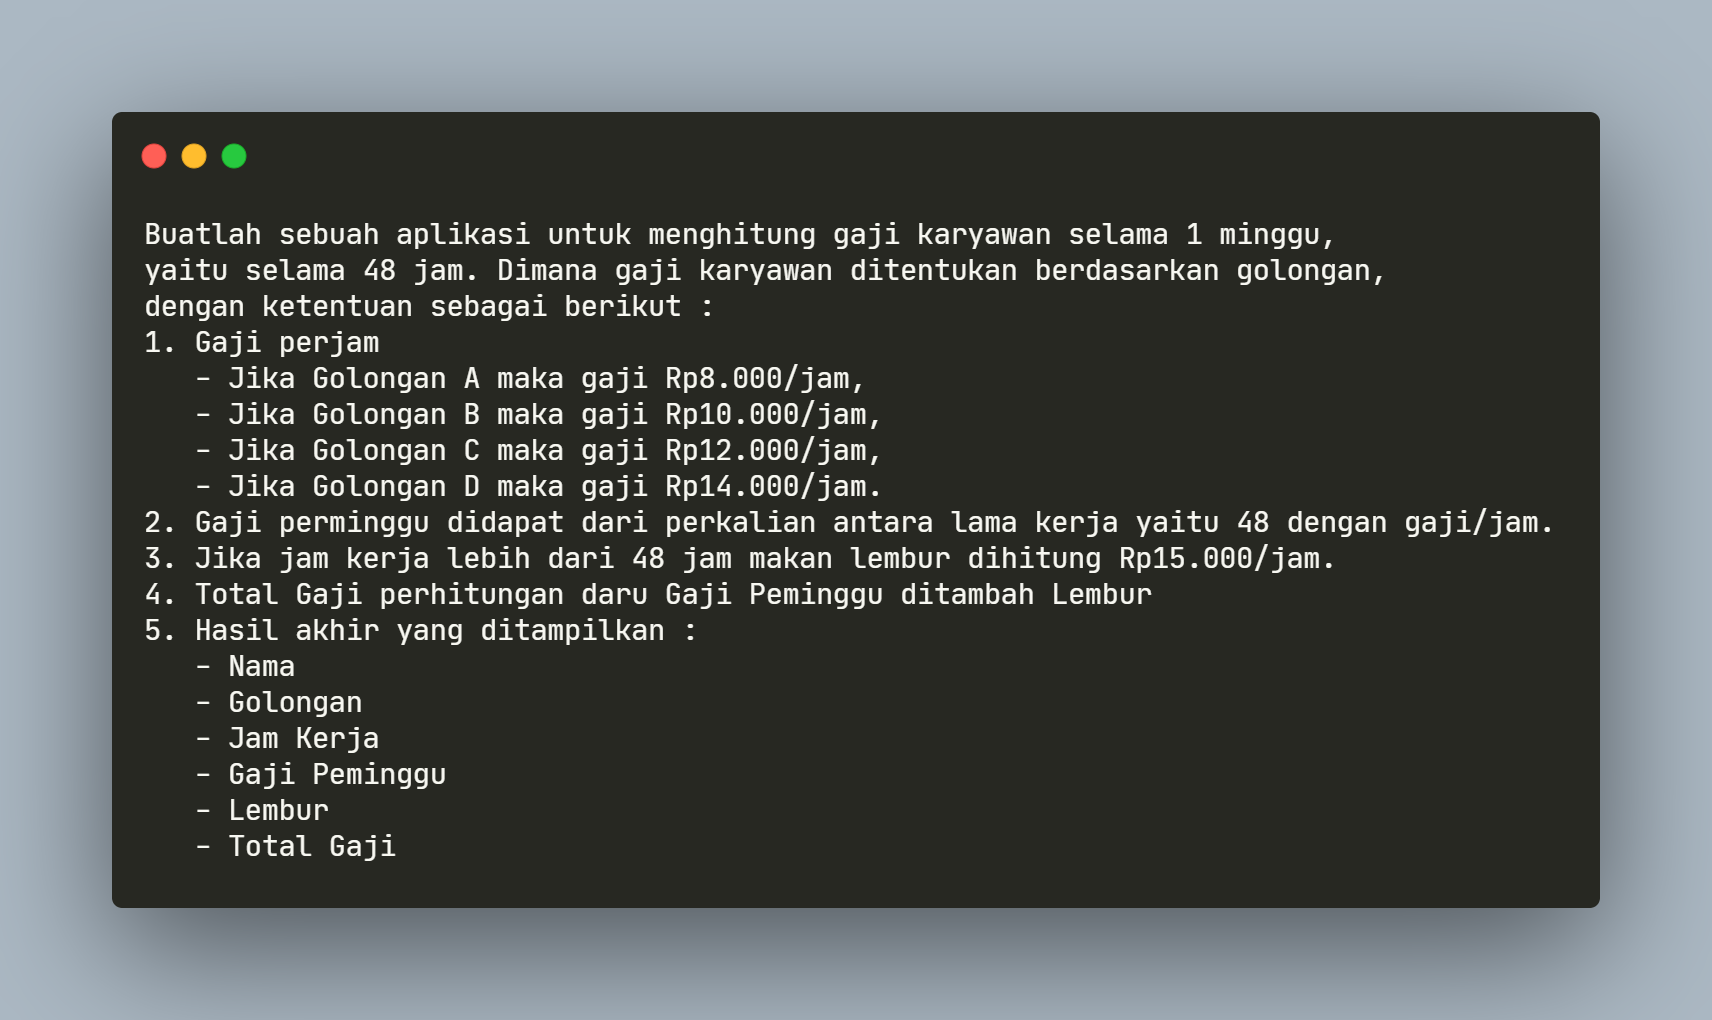 Buatlah sebuah aplikasi untuk menghitung gaji karyawan selama 1 minggu,
yaitu selama 48 jam. Dimana gaji karyawan ditentukan berdasarkan golongan,
dengan ketentuan sebagai berikut :
1. Gaji perjam
   - Jika Golongan A maka gaji Rp8.000/jam,
   - Jika Golongan B maka gaji Rp10.000/jam,
   - Jika Golongan C maka gaji Rp12.000/jam,
   - Jika Golongan D maka gaji Rp14.000/jam.
2. Gaji perminggu didapat dari perkalian antara lama kerja yaitu 48 dengan gaji/jam.
3. Jika jam kerja lebih dari 48 jam makan lembur dihitung Rp15.000/jam.
4. Total Gaji perhitungan daru Gaji Peminggu ditambah Lembur
5. Hasil akhir yang ditampilkan :
   - Nama
   - Golongan
   - Jam Kerja
   - Gaji Peminggu
   - Lembur
   - Total Gaji